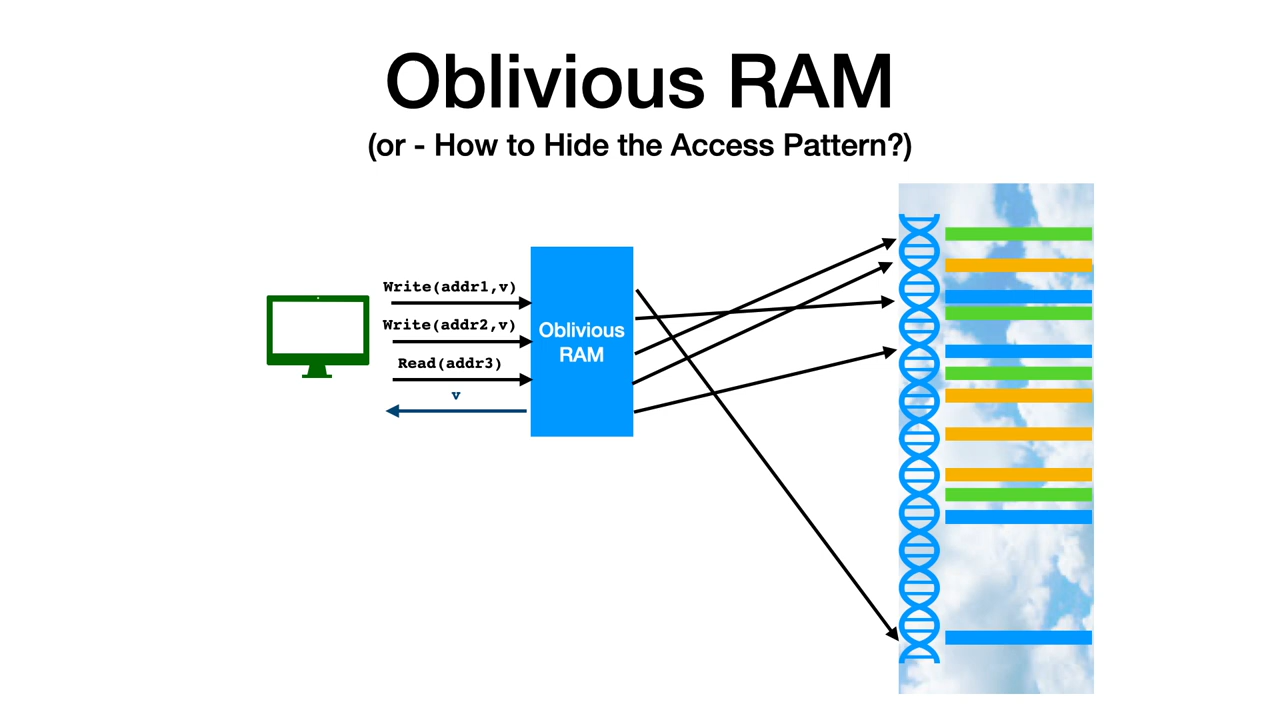 Oblivious RAM
(or - How to Hide the Access Pattern?)
Write(addr1,v)
Write(addr2,v)
Read(addr3)
v
Oblivious
RAM